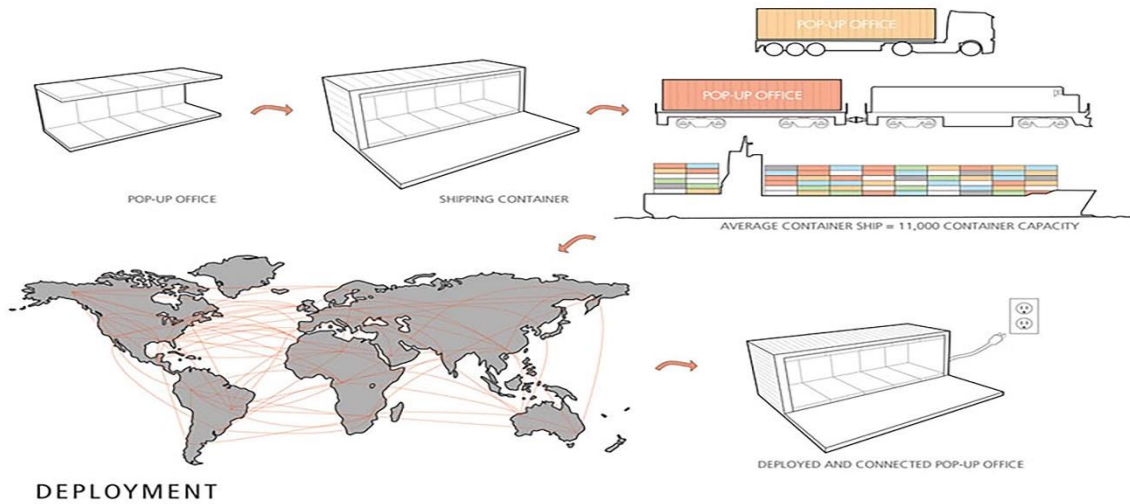 POP-UP OFFICE
POP-UP OFFICE
POP-UP OFFICE
SHIPPING CONTAINER
AVERAGE CONTAINER SHIP = 11,000 CONTAINER CAPACITY
DEPLOYED AND CONNECTED POP-UP OFFICE
DEPLOYMENT